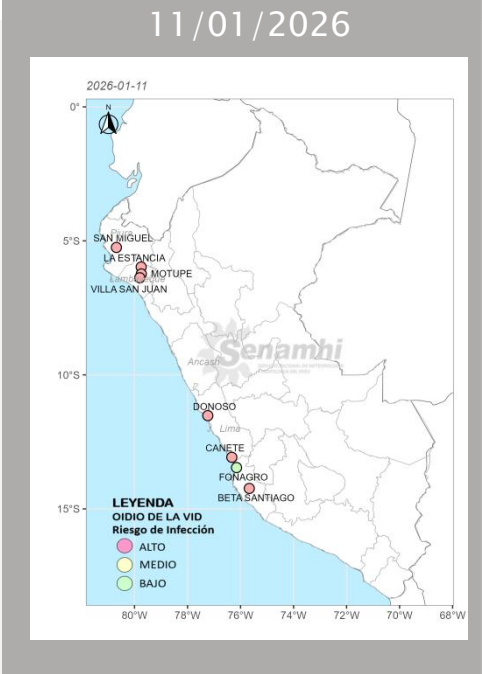 11/01/2026
2026-01-11
N
0°
Piura
SAN MIGUEL
5°S
LA ESTANCIA
MOTUPE
VILLA SAN JUAN
Senamhi
Ancash
10°S
DONOSO
Lima
CANETE
FONAGRO
BETA SANTIAGO
LEYENDA
OIDIO DE LA VID
15°S
Riesgo de Infección
ALTO
MEDIO
BAJO
80°W 78°W 76°W 74°W 72°W 70°W 68°W